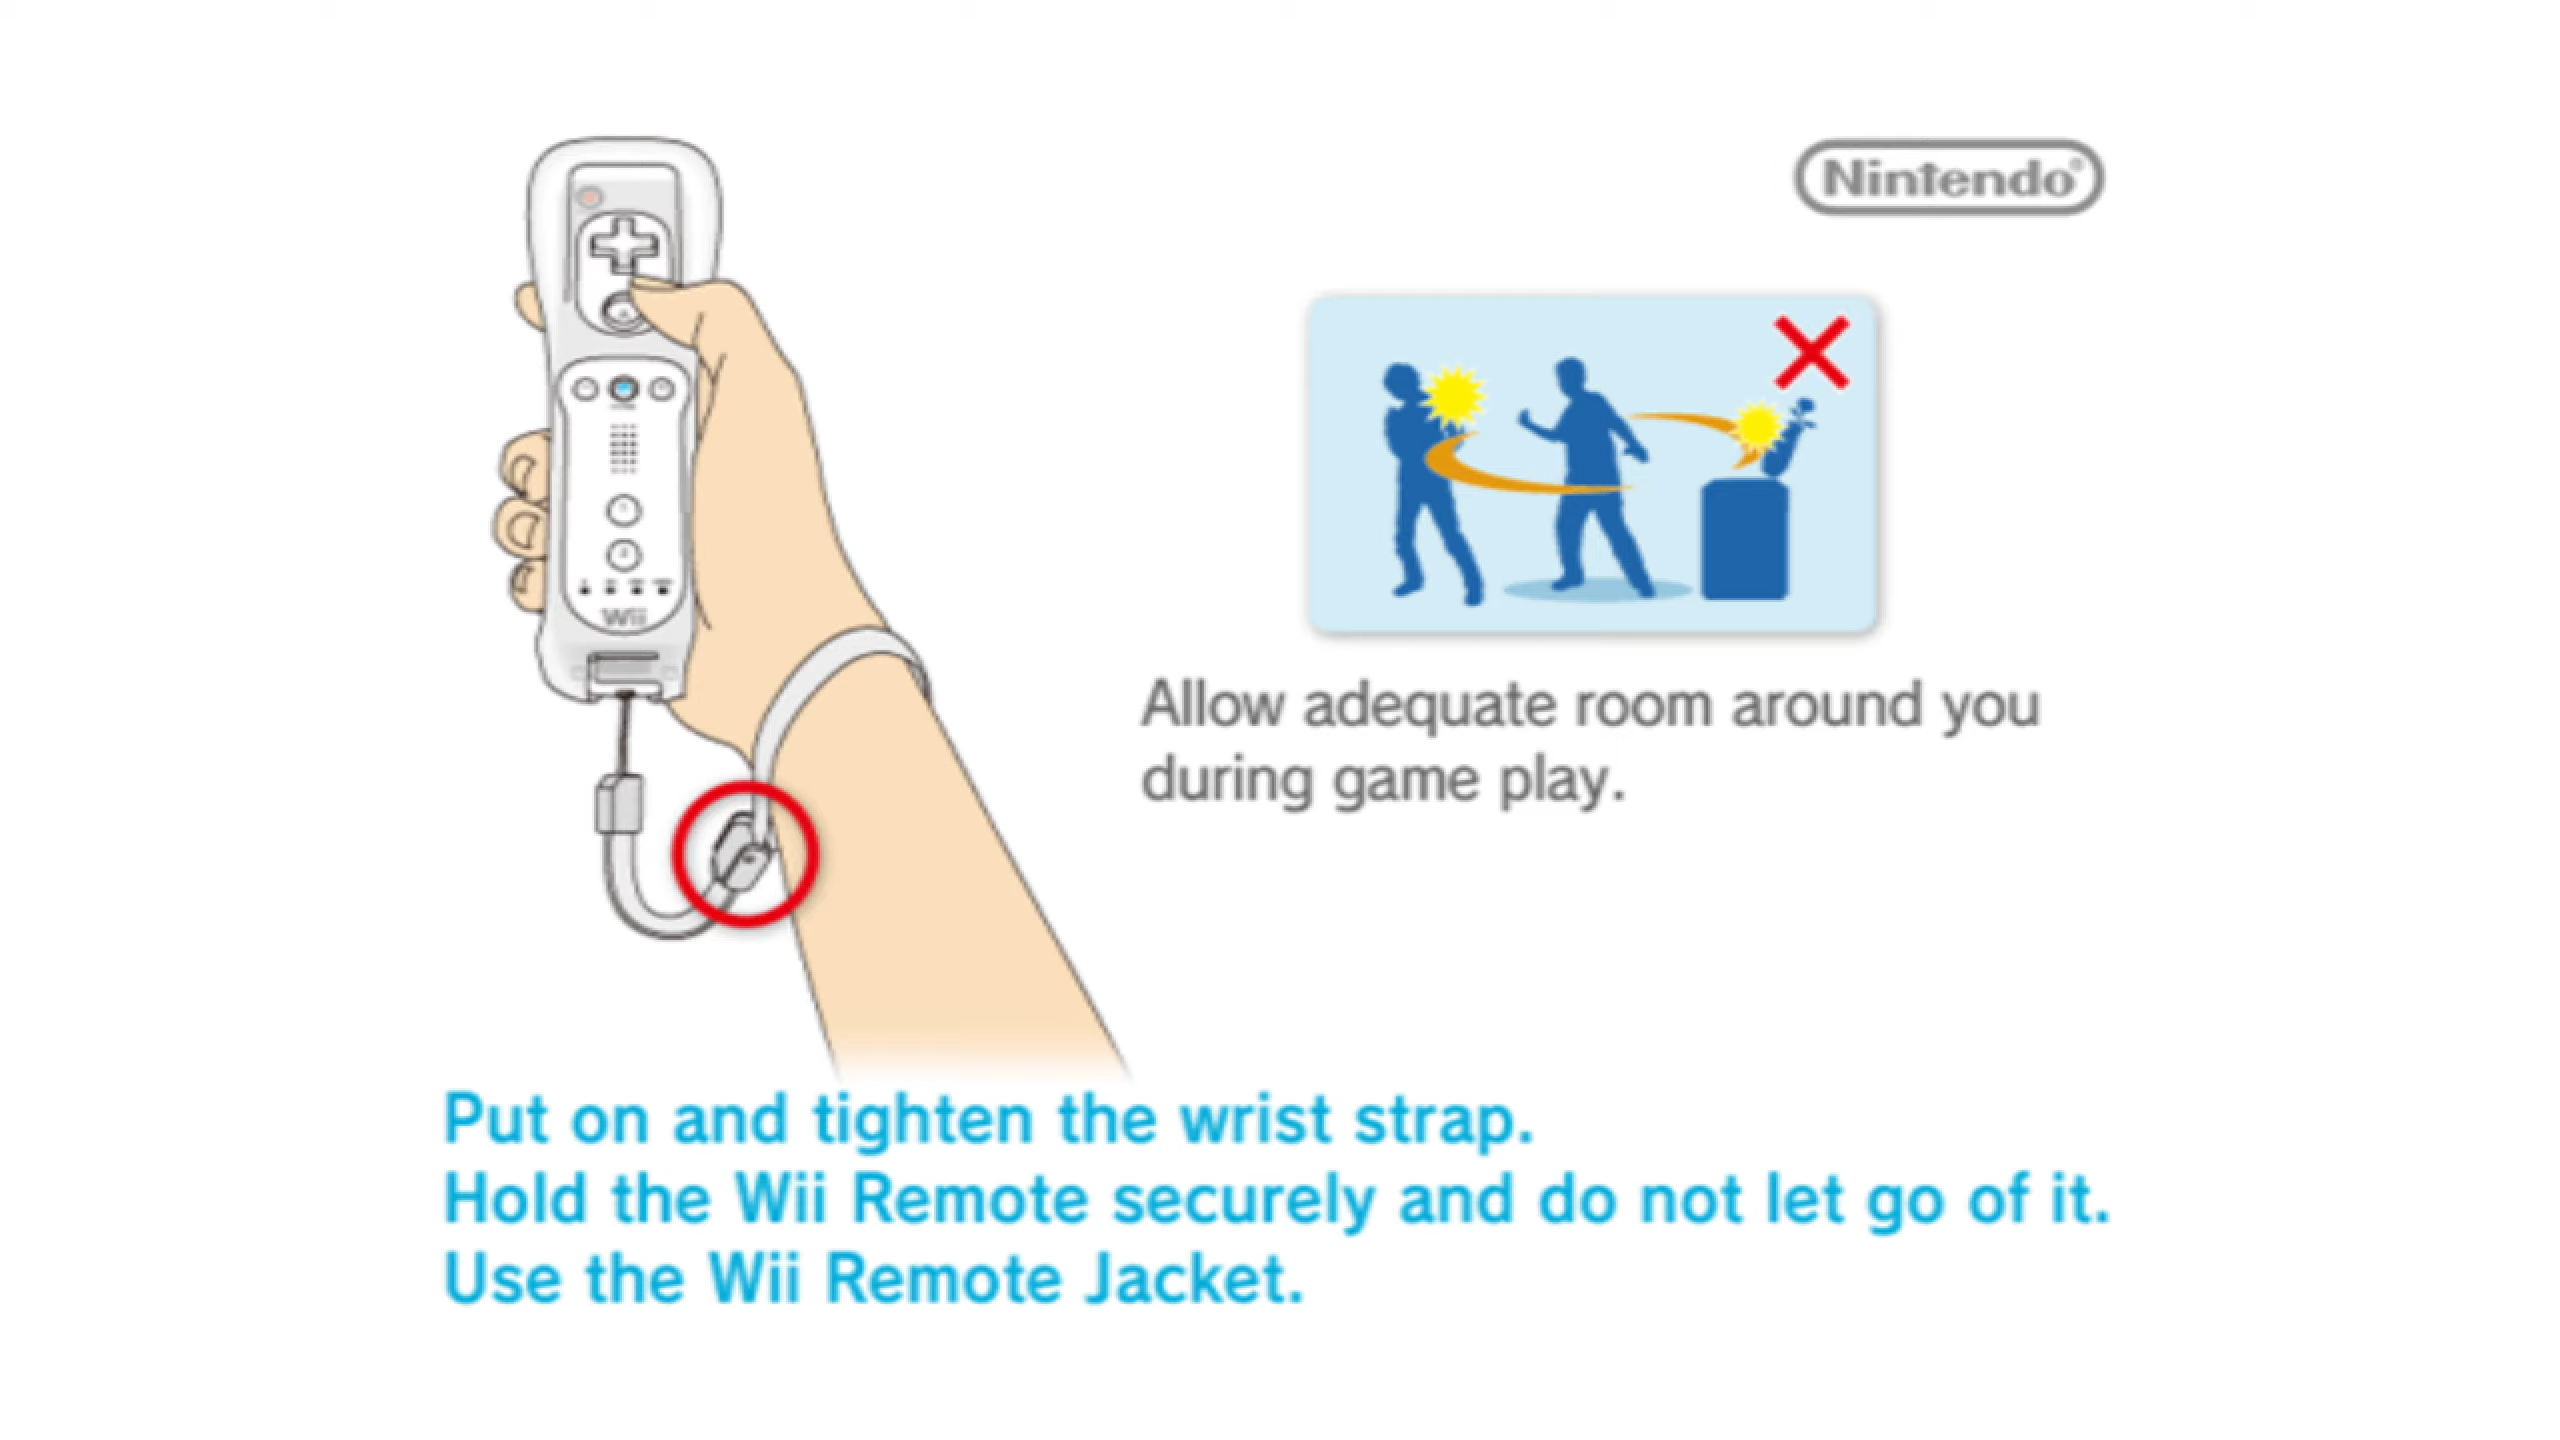 Nintendo®
Wii
Allow adequate room around you
during game play.
Put on and tighten the wrist strap.
Hold the Wii Remote securely and do not let go of it.
Use the Wii Remote Jacket.